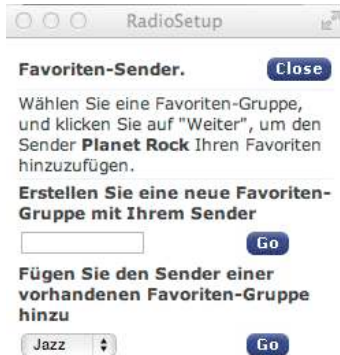 RadioSetup
Favoriten-Sender. Close
Wählen Sie eine Favoriten-Gruppe,
und klicken Sie auf "Weiter", um den
Sender Planet Rock Ihren Favoriten
hinzuzufügen.
Erstellen Sie eine neue Favoriten-
Gruppe mit Ihrem Sender
Go
Fügen Sie den Sender einer
vorhandenen Favoriten-Gruppe
hinzu
Jazz Go